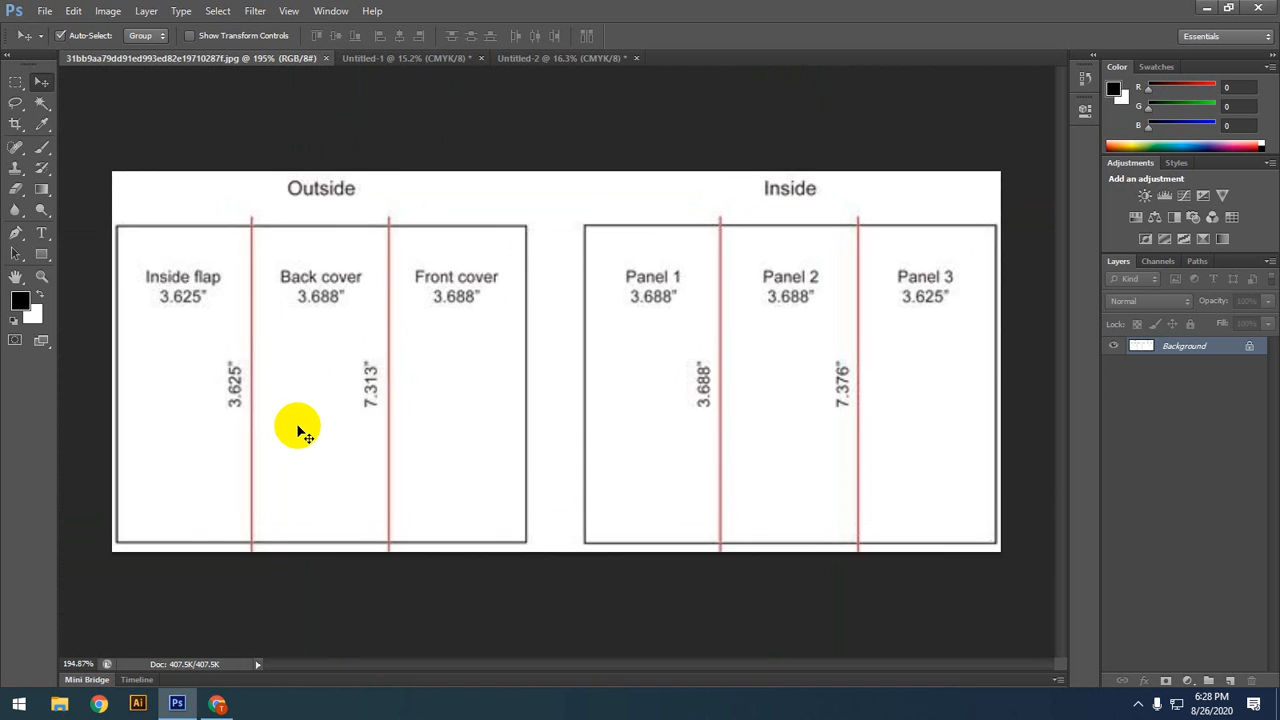 Ps File Edit Image Layer Type Select Filter View Window Help
Auto-Select: Group Show Transform Controls Essentials
31bb9aa79dd91ed993ed82e19710287f.jpg @ 195% (RGB/8#) × Untitled-1 @ 15.2% (CMYK/8) * × Untitled-2 @ 16.3% (CMYK/8) * ×
Color Swatches
R 0
G 0
B 0
Adjustments Styles
Add an adjustment
Layers Channels Paths
Kind
Normal Opacity: 100%
Lock: Fill: 100%
Background
Outside
Inside flap
3.625"
Back cover
3.688"
Front cover
3.688"
3.625"
7.313"
Inside
Panel 1
3.688"
Panel 2
3.688"
Panel 3
3.625"
3.688"
7.376"
194.87% Doc: 407.5K/407.5K
Mini Bridge Timeline
Ai Ps T
6:28 PM
8/26/2020